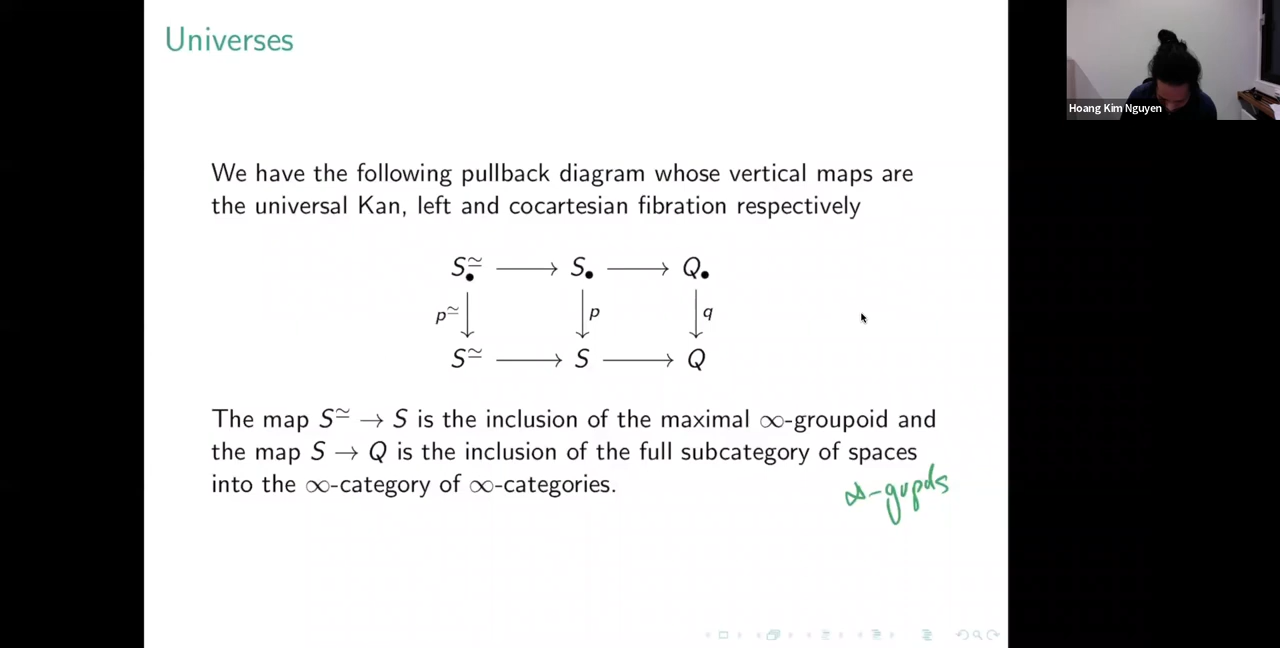 Universes
Hoang Kim Nguyen
We have the following pullback diagram whose vertical maps are
the universal Kan, left and cocartesian fibration respectively
S•≃ ⟶ S• ⟶ Q•
p≃ p q
S≃ ⟶ S ⟶ Q
The map S≃ → S is the inclusion of the maximal ∞-groupoid and
the map S → Q is the inclusion of the full subcategory of spaces
into the ∞-category of ∞-categories.
∞-gupds